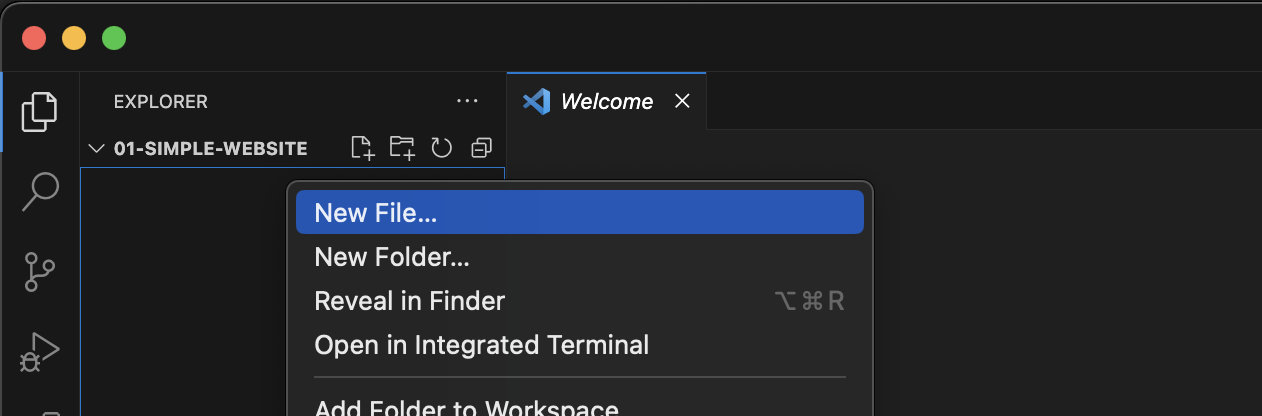 EXPLORER
Welcome
01-SIMPLE-WEBSITE
New File...
New Folder...
Reveal in Finder ⌥⌘R
Open in Integrated Terminal
Add Folder to Workspace